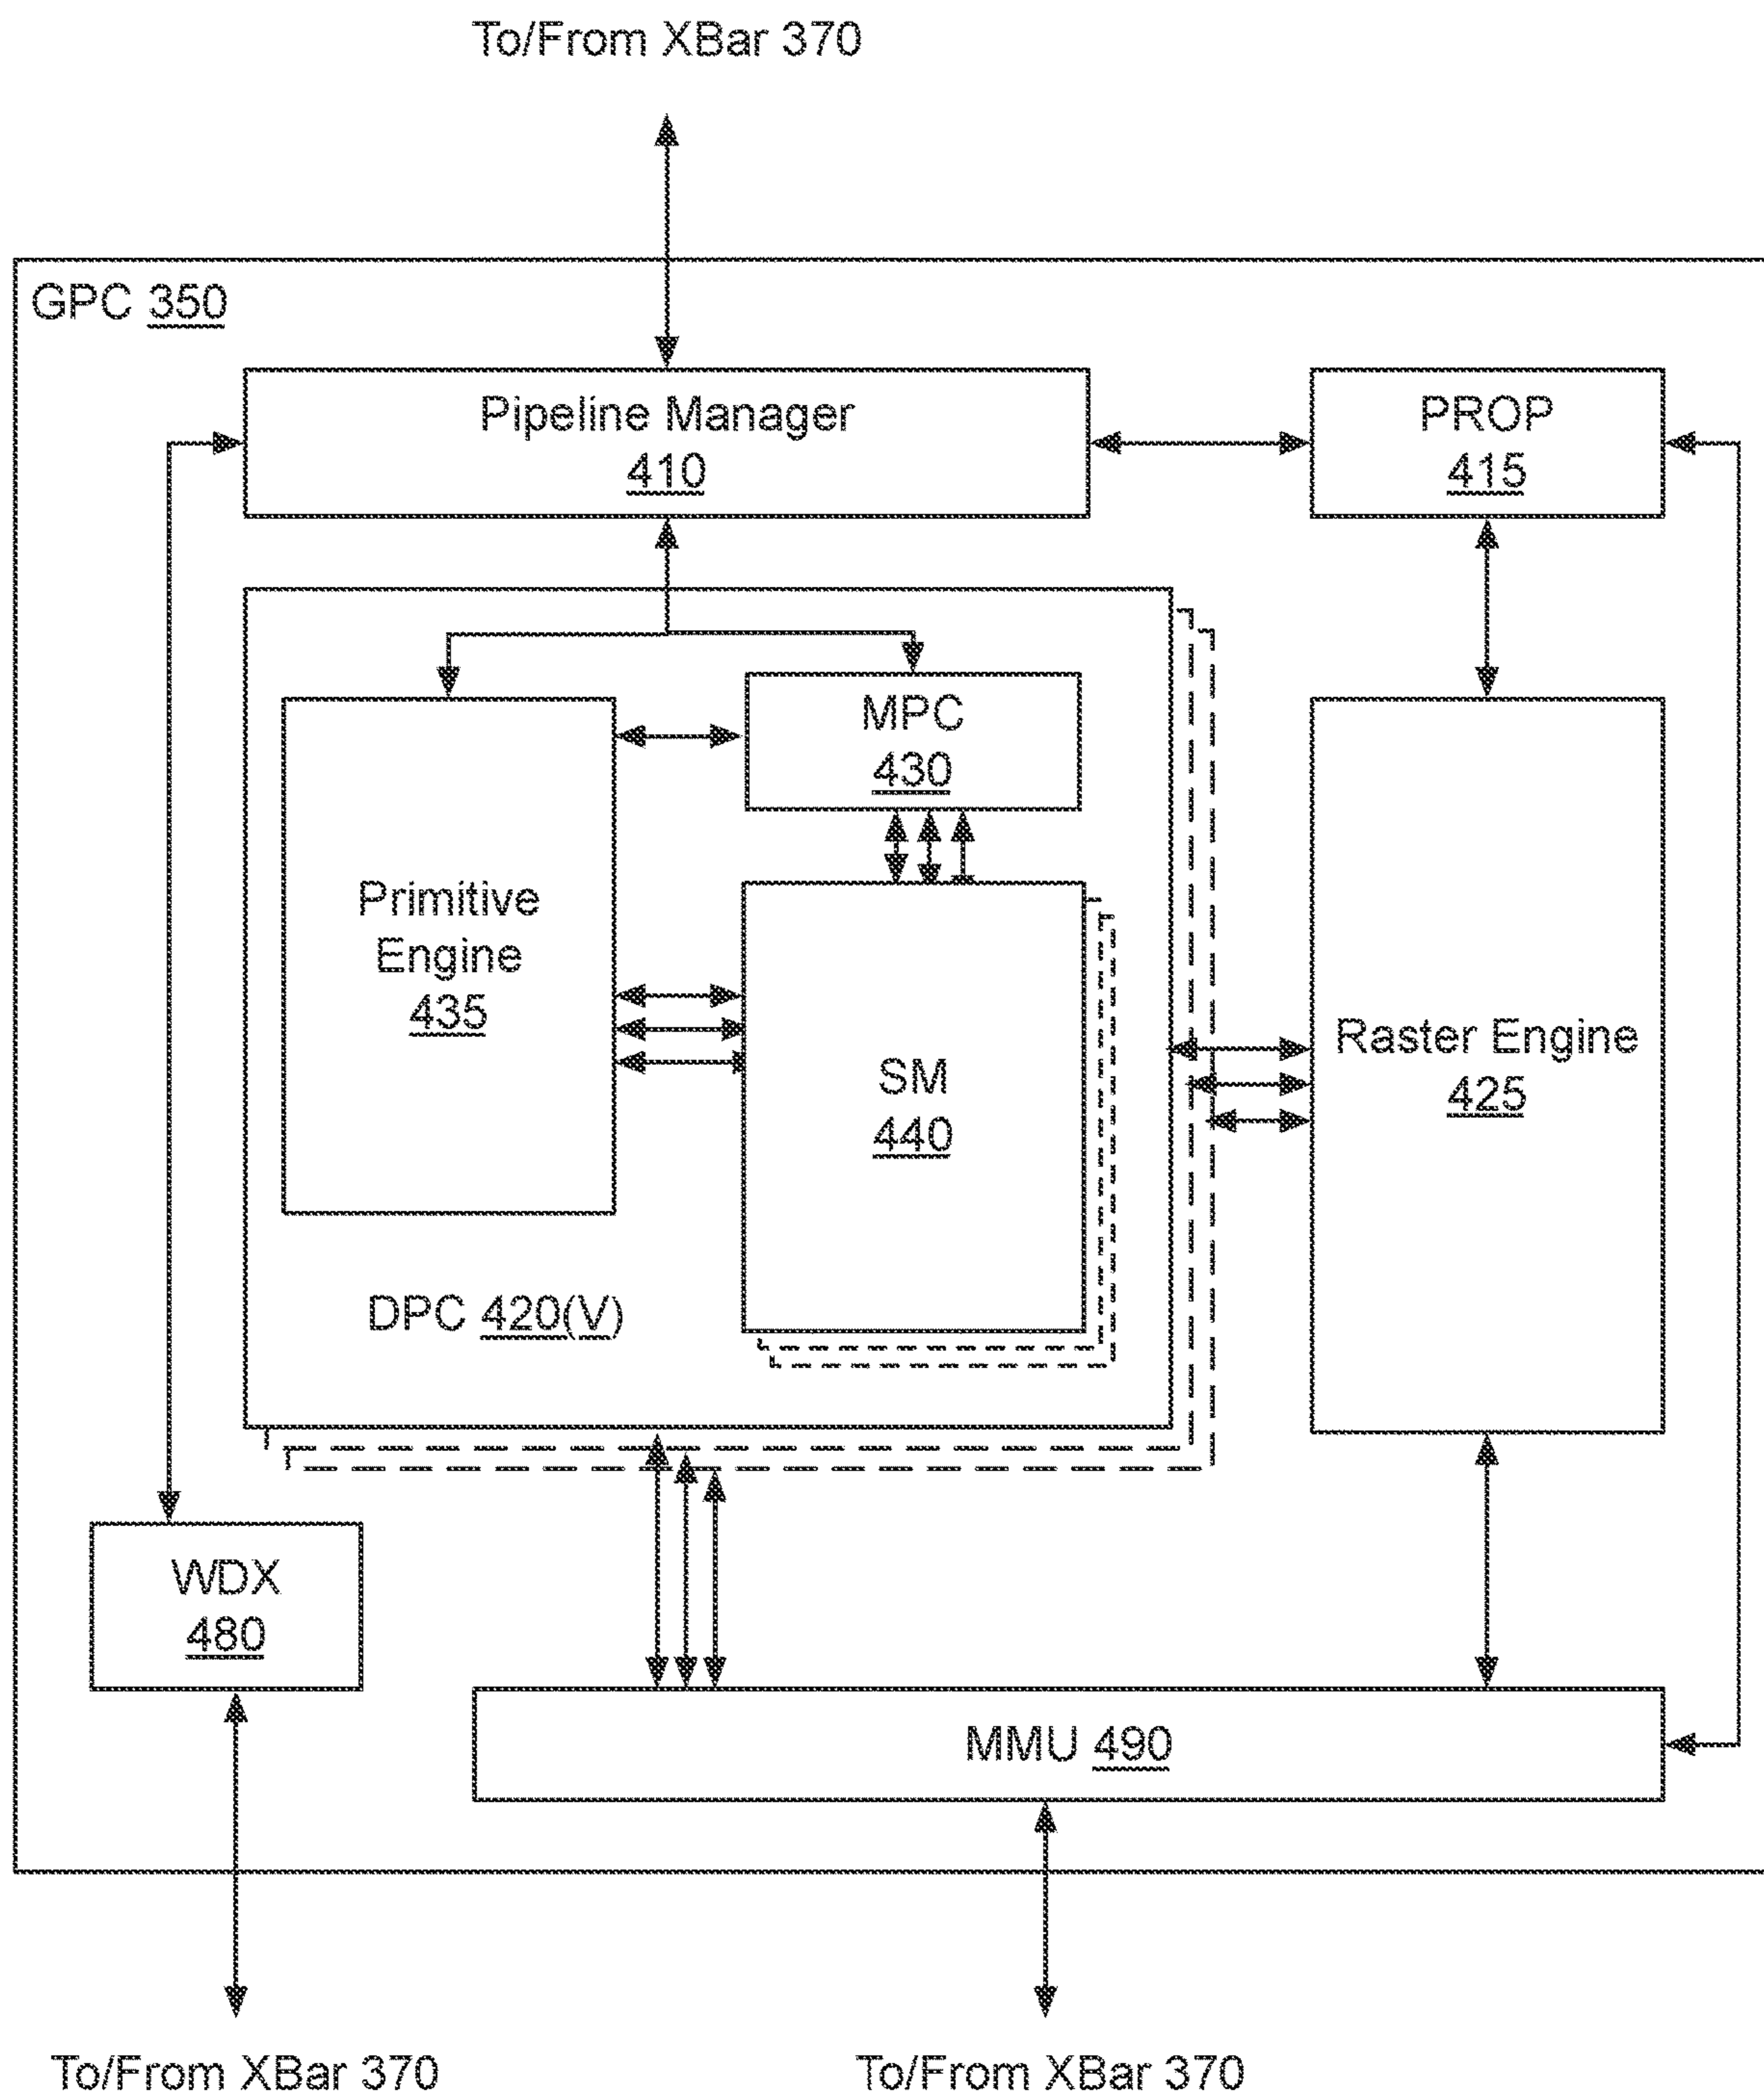 To/From XBar 370
GPC 350
Pipeline Manager
410
PROP
415
MPC
430
Primitive
Engine
435
SM
440
Raster Engine
425
DPC 420(V)
WDX
480
MMU 490
To/From XBar 370
To/From XBar 370